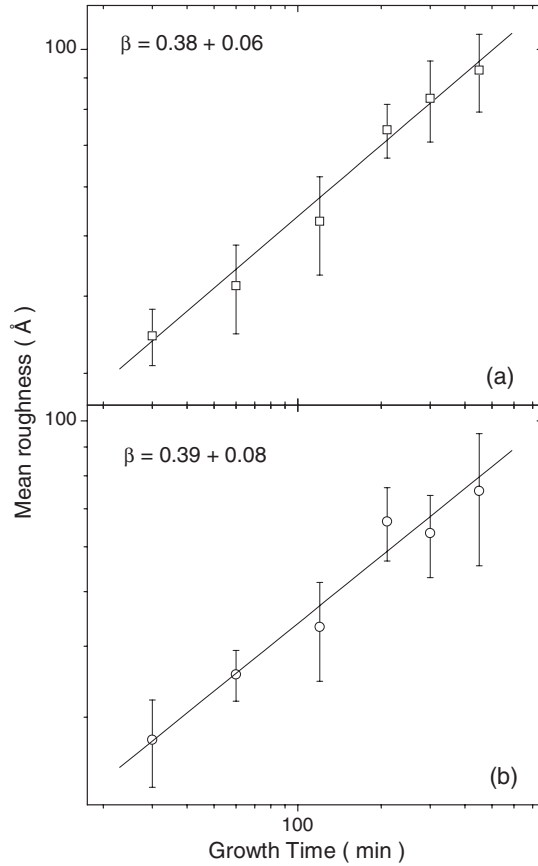 100
β = 0.38 + 0.06
(a)
Mean roughness ( Å )
100
β = 0.39 + 0.08
(b)
100
Growth Time ( min )